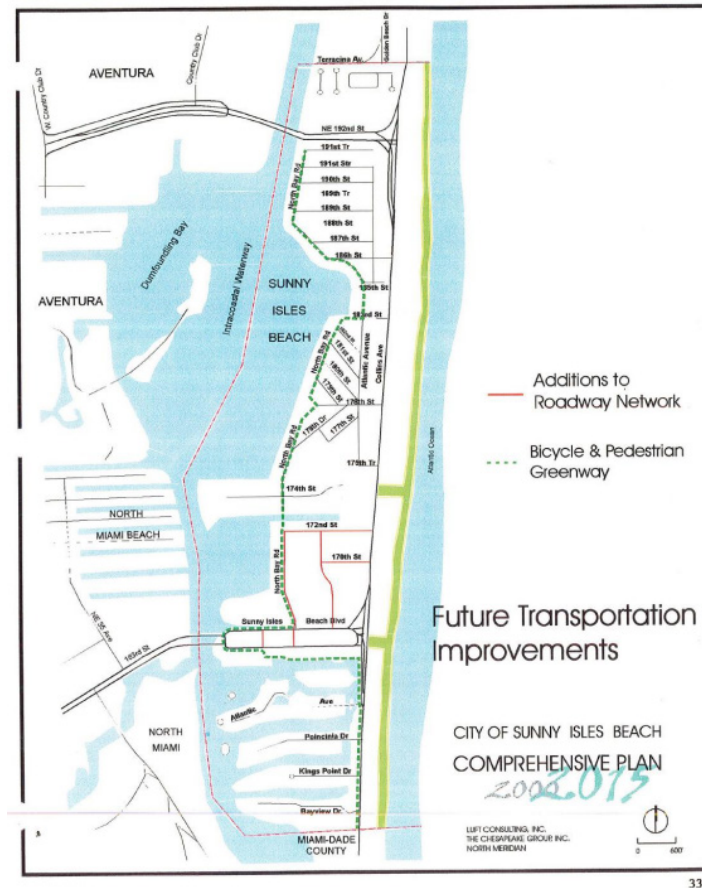 Golden Beach Dr
Terracina Av.
Country Club Dr
W. Country Club Dr
AVENTURA
NE 192nd St
191st Tr
191st Str
190th St
189th Tr
189th St
188th St
187th St
186th St
North Bay Rd
Dumfoundling Bay
Intracoastal Waterway
SUNNY
ISLES
BEACH
185th St
183rd St
AVENTURA
North Bay Rd
181st St
180th St
179th St
178th St
178th Dr
177th St
Atlantic Avenue
Collins Ave
Additions to
Roadway Network
Atlantic Ocean
Bicycle & Pedestrian
Greenway
North Bay Rd
175th Tr.
174th St
NORTH
MIAMI BEACH
172nd St
170th St
North Bay Rd
NE 35 Ave
Sunny Isles Beach Blvd
163rd St
Future Transportation
Improvements
NORTH
MIAMI
Atlantic Ave
Poinciela Dr
Kings Point Dr
Bayview Dr.
CITY OF SUNNY ISLES BEACH
COMPREHENSIVE PLAN
2015
MIAMI-DADE
COUNTY
LUFT CONSULTING, INC.
THE CHESAPEAKE GROUP, INC.
NORTH MERIDIAN
0 600'
33